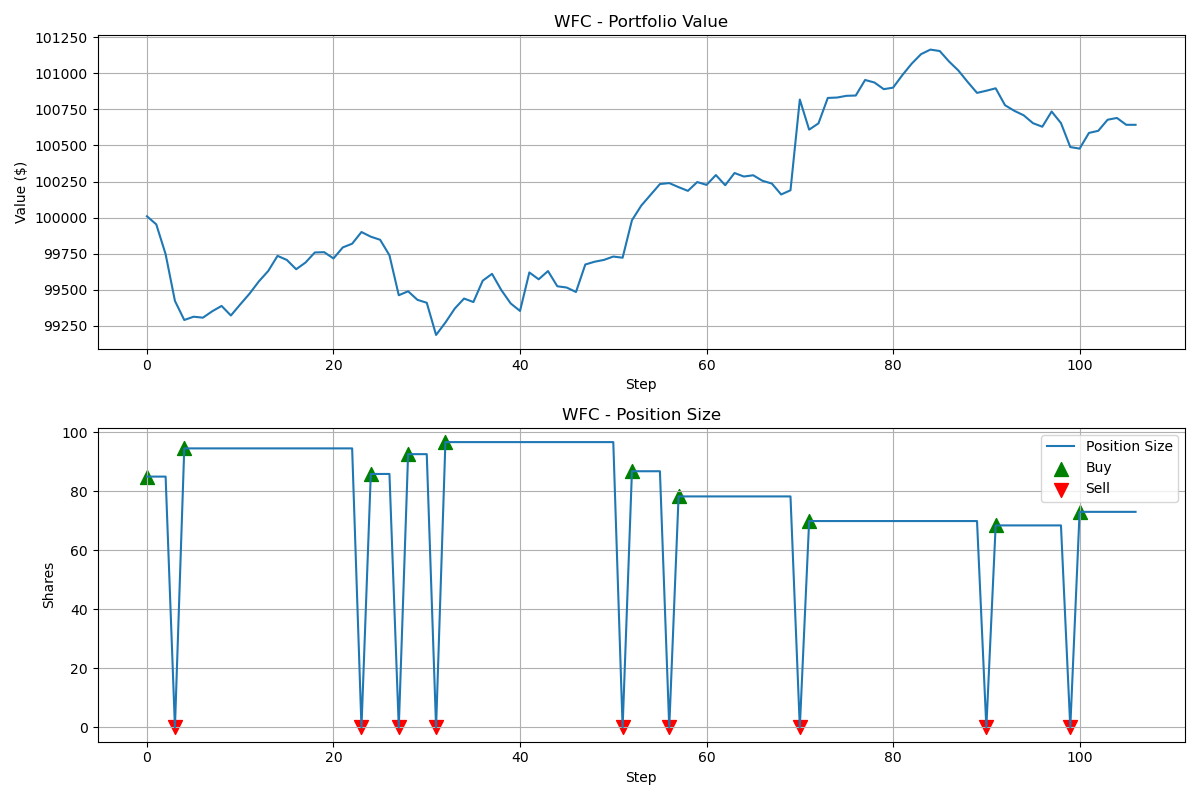 WFC - Portfolio Value
101250
101000
100750
100500
100250
100000
99750
99500
99250
Value ($)
0 20 40 60 80 100
Step
WFC - Position Size
100
80
60
40
20
0
Shares
Position Size
Buy
Sell
0 20 40 60 80 100
Step